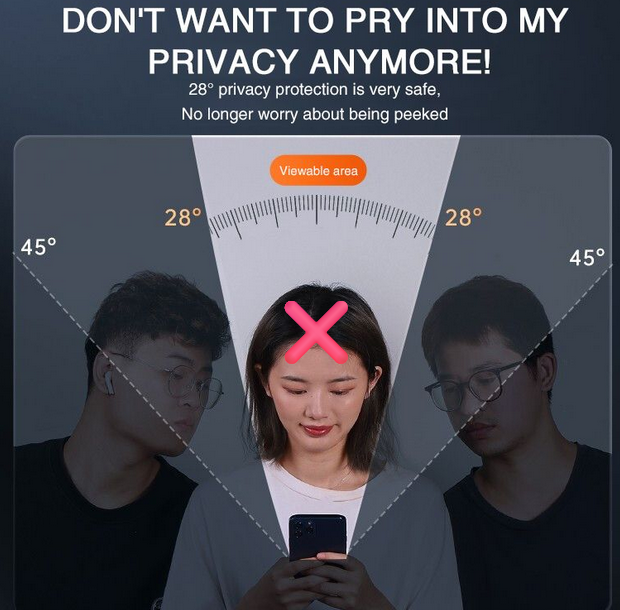 DON'T WANT TO PRY INTO MY
PRIVACY ANYMORE!
28° privacy protection is very safe,
No longer worry about being peeked
Viewable area
28°
28°
45°
45°